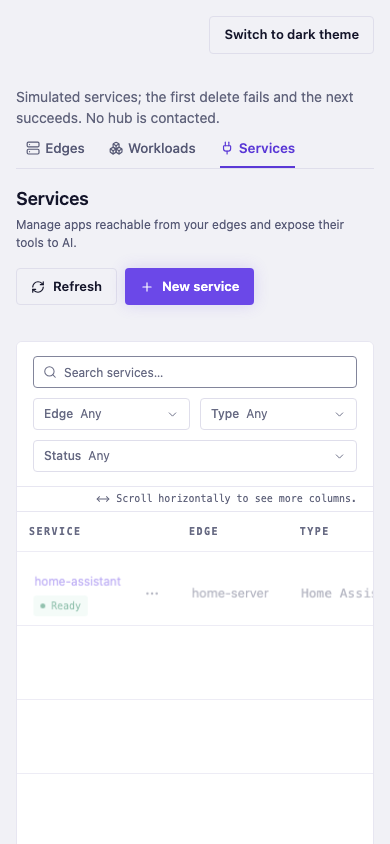 Switch to dark theme
Simulated services; the first delete fails and the next
succeeds. No hub is contacted.
Edges Workloads Services
Services
Manage apps reachable from your edges and expose their
tools to AI.
Refresh New service
Search services...
Edge Any Type Any
Status Any
Scroll horizontally to see more columns.
SERVICE EDGE TYPE
home-assistant
Ready
home-server Home Assis